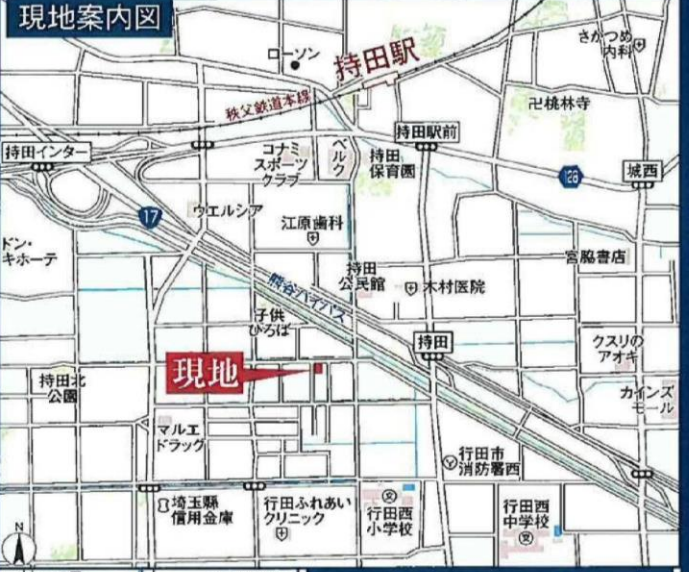 現地案内図
ローソン
持田駅
さかつめ
内科
秩父鉄道本線
卍桃林寺
持田インター
コナミ
スポーツ
クラブ
ベルク
持田
保育園
持田駅前
128
城西
17
ウエルシア
江原歯科
ドン・
キホーテ
宮脇書店
持田
公民館
木村医院
熊谷バイパス
子供
ひろば
持田
クスリの
アオキ
現地
持田北
公園
カインズ
モール
マルエ
ドラッグ
行田市
消防署西
埼玉縣
信用金庫
行田ふれあい
クリニック
行田西
小学校
行田西
中学校
N